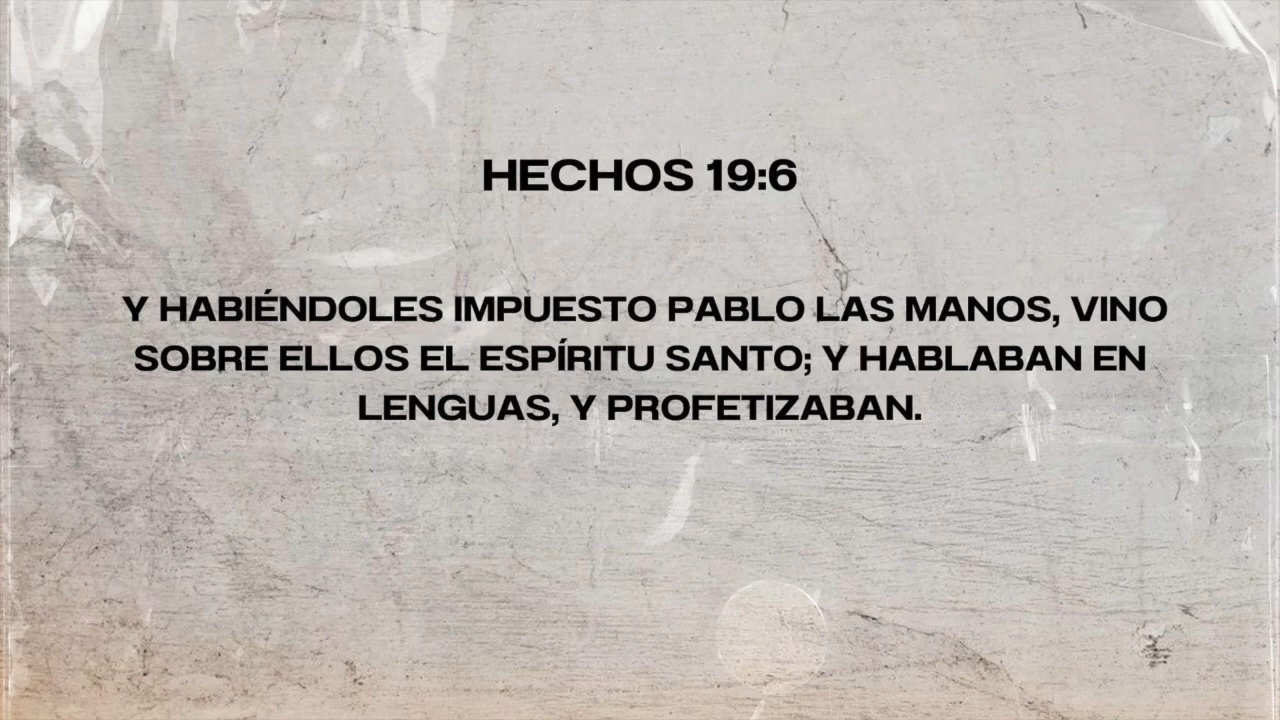 HECHOS 19:6
Y HABIÉNDOLES IMPUESTO PABLO LAS MANOS, VINO
SOBRE ELLOS EL ESPÍRITU SANTO; Y HABLABAN EN
LENGUAS, Y PROFETIZABAN.